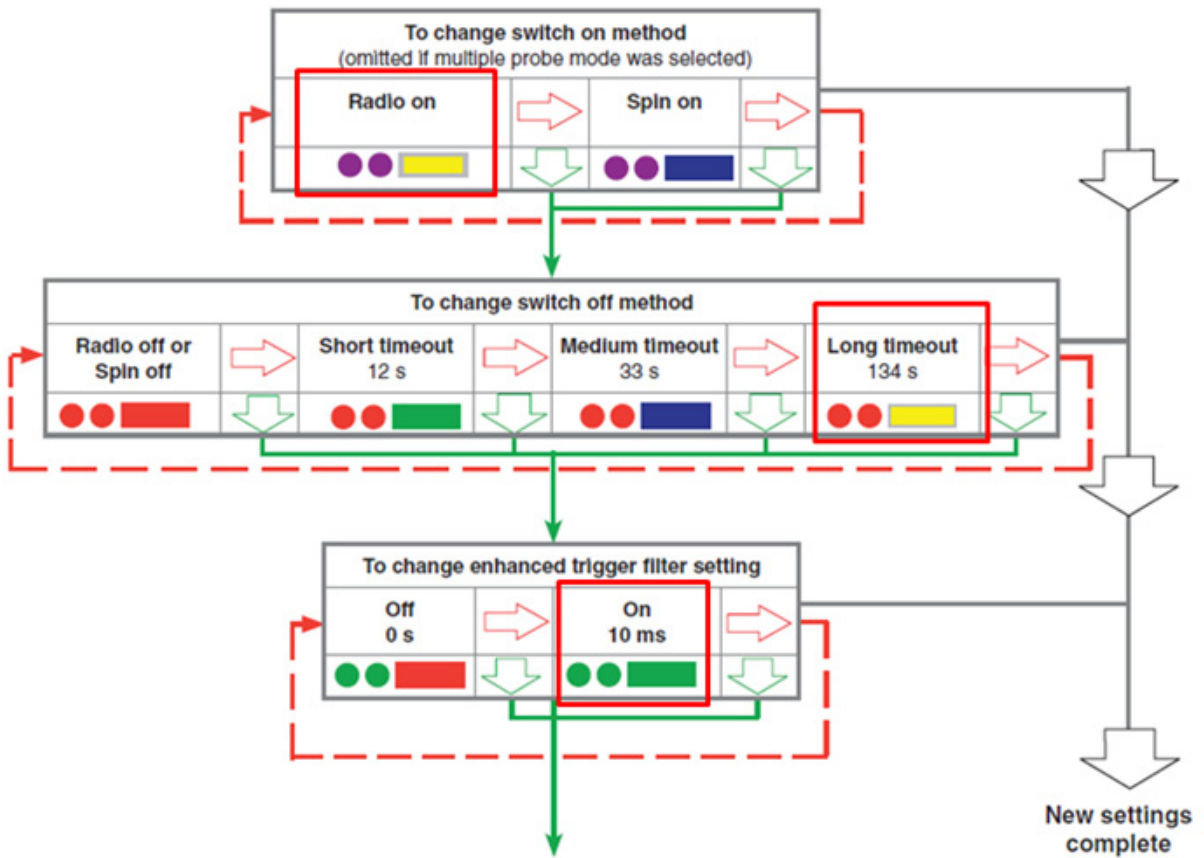 To change switch on method
(omitted if multiple probe mode was selected)
Radio on
Spin on
To change switch off method
Radio off or
Spin off
Short timeout
12 s
Medium timeout
33 s
Long timeout
134 s
To change enhanced trigger filter setting
Off
0 s
On
10 ms
New settings
complete